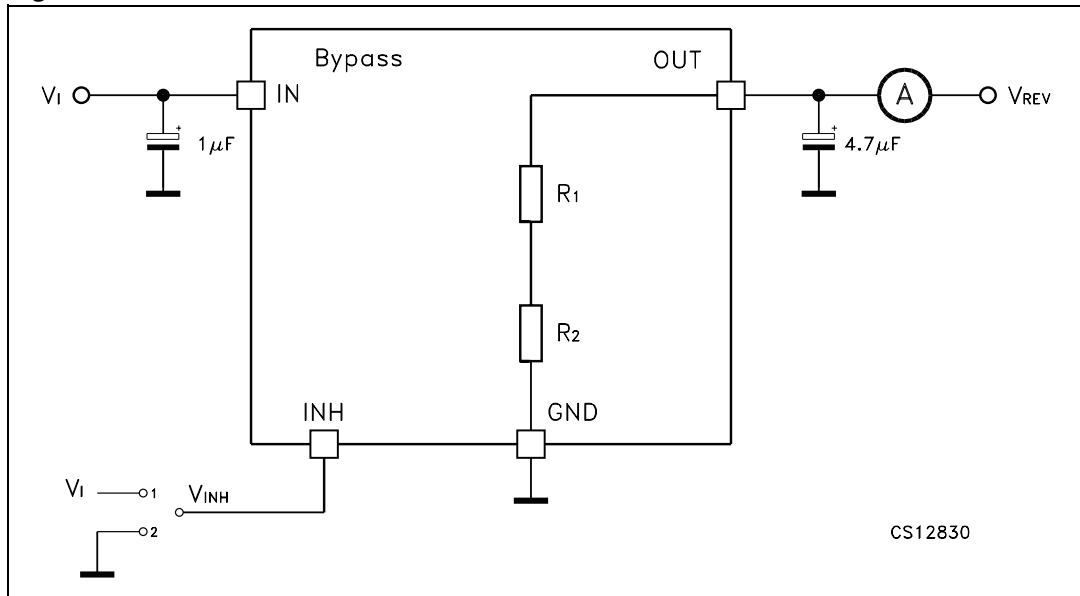 Bypass
OUT
VI
IN
A
VREV
1μF
4.7μF
R1
R2
INH
GND
VI
1
VINH
2
CS12830